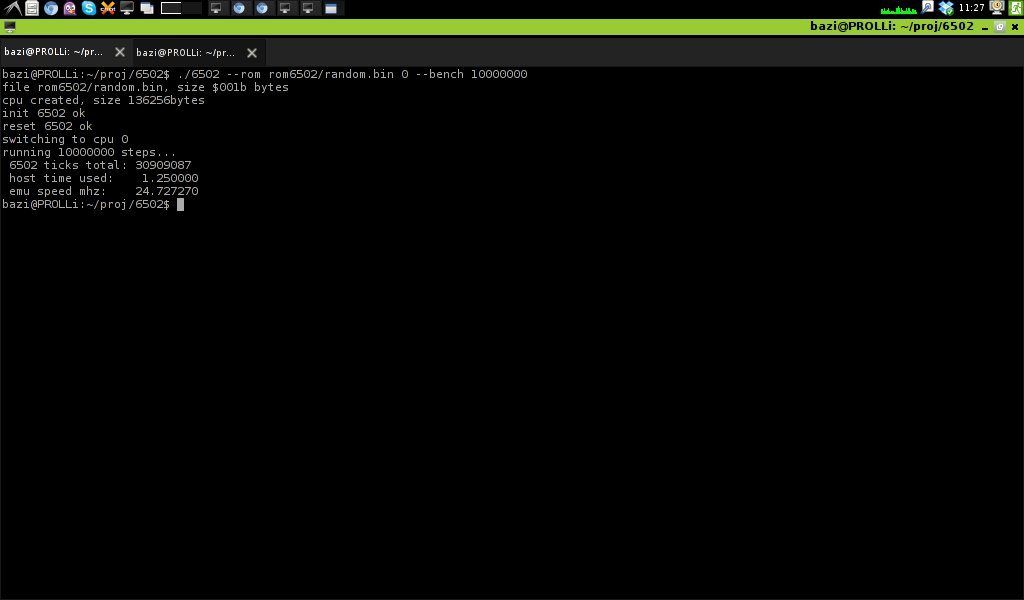 11:27
bazi@PROLLi: ~/proj/6502
bazi@PROLLi: ~/pr... bazi@PROLLi: ~/pr...
bazi@PROLLi:~/proj/6502$ ./6502 --rom rom6502/random.bin 0 --bench 10000000
file rom6502/random.bin, size $001b bytes
cpu created, size 136256bytes
init 6502 ok
reset 6502 ok
switching to cpu 0
running 10000000 steps...
6502 ticks total: 30909087
host time used: 1.250000
emu speed mhz: 24.727270
bazi@PROLLi:~/proj/6502$